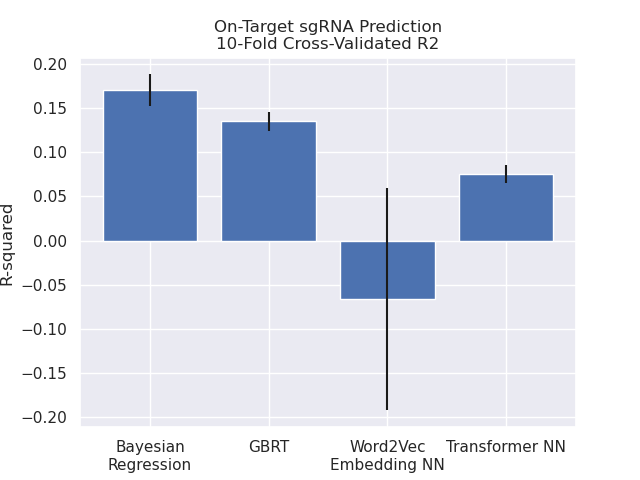 On-Target sgRNA Prediction
10-Fold Cross-Validated R2
0.20
0.15
0.10
0.05
0.00
−0.05
−0.10
−0.15
−0.20
R-squared
Bayesian
Regression
GBRT
Word2Vec
Embedding NN
Transformer NN